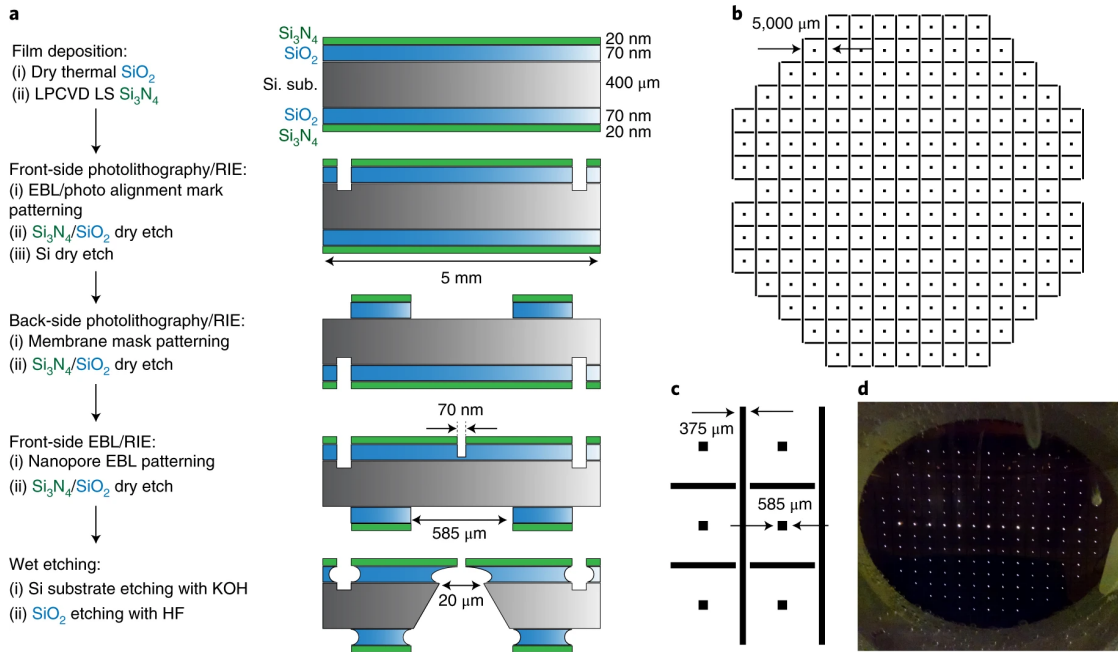 a
Film deposition:
(i) Dry thermal SiO₂
(ii) LPCVD LS Si₃N₄
Front-side photolithography/RIE:
(i) EBL/photo alignment mark
patterning
(ii) Si₃N₄/SiO₂ dry etch
(iii) Si dry etch
Back-side photolithography/RIE:
(i) Membrane mask patterning
(ii) Si₃N₄/SiO₂ dry etch
Front-side EBL/RIE:
(i) Nanopore EBL patterning
(ii) Si₃N₄/SiO₂ dry etch
Wet etching:
(i) Si substrate etching with KOH
(ii) SiO₂ etching with HF
Si₃N₄
SiO₂
Si. sub.
SiO₂
Si₃N₄
20 nm
70 nm
400 μm
70 nm
20 nm
5 mm
70 nm
585 μm
20 μm
b
5,000 μm
c
375 μm
585 μm
d